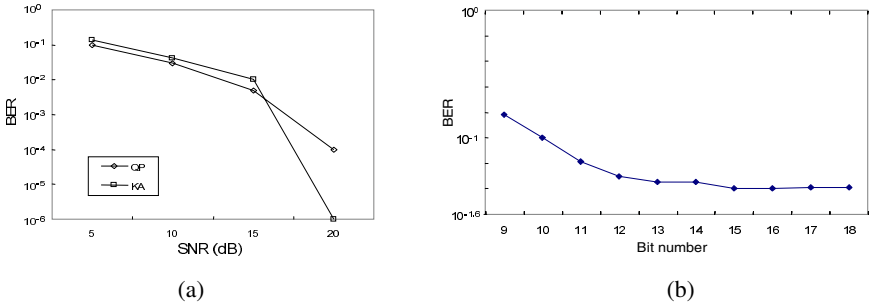 10^0
10^-1
10^-2
10^-3
10^-4
10^-5
10^-6
BER
QP
KA
5 10 15 20
SNR (dB)
(a)
10^0
10^-1
10^-1.6
BER
9 10 11 12 13 14 15 16 17 18
Bit number
(b)